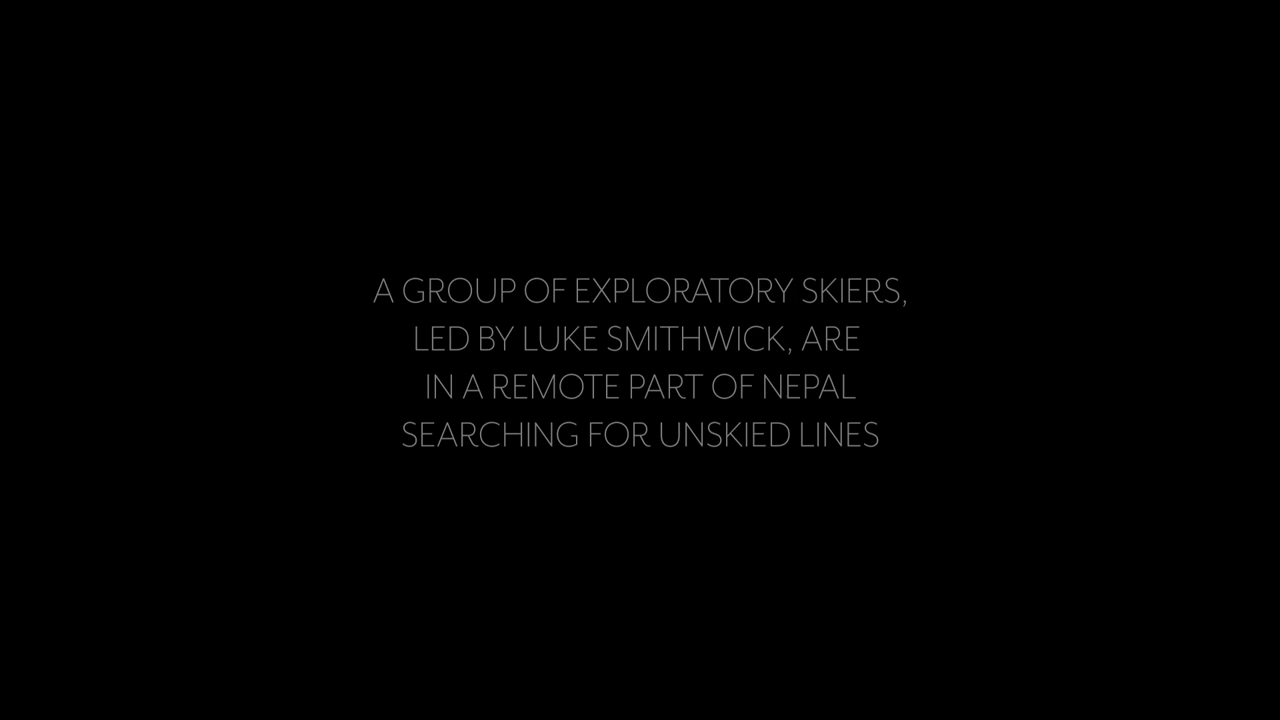 A GROUP OF EXPLORATORY SKIERS,
LED BY LUKE SMITHWICK, ARE
IN A REMOTE PART OF NEPAL
SEARCHING FOR UNSKIED LINES